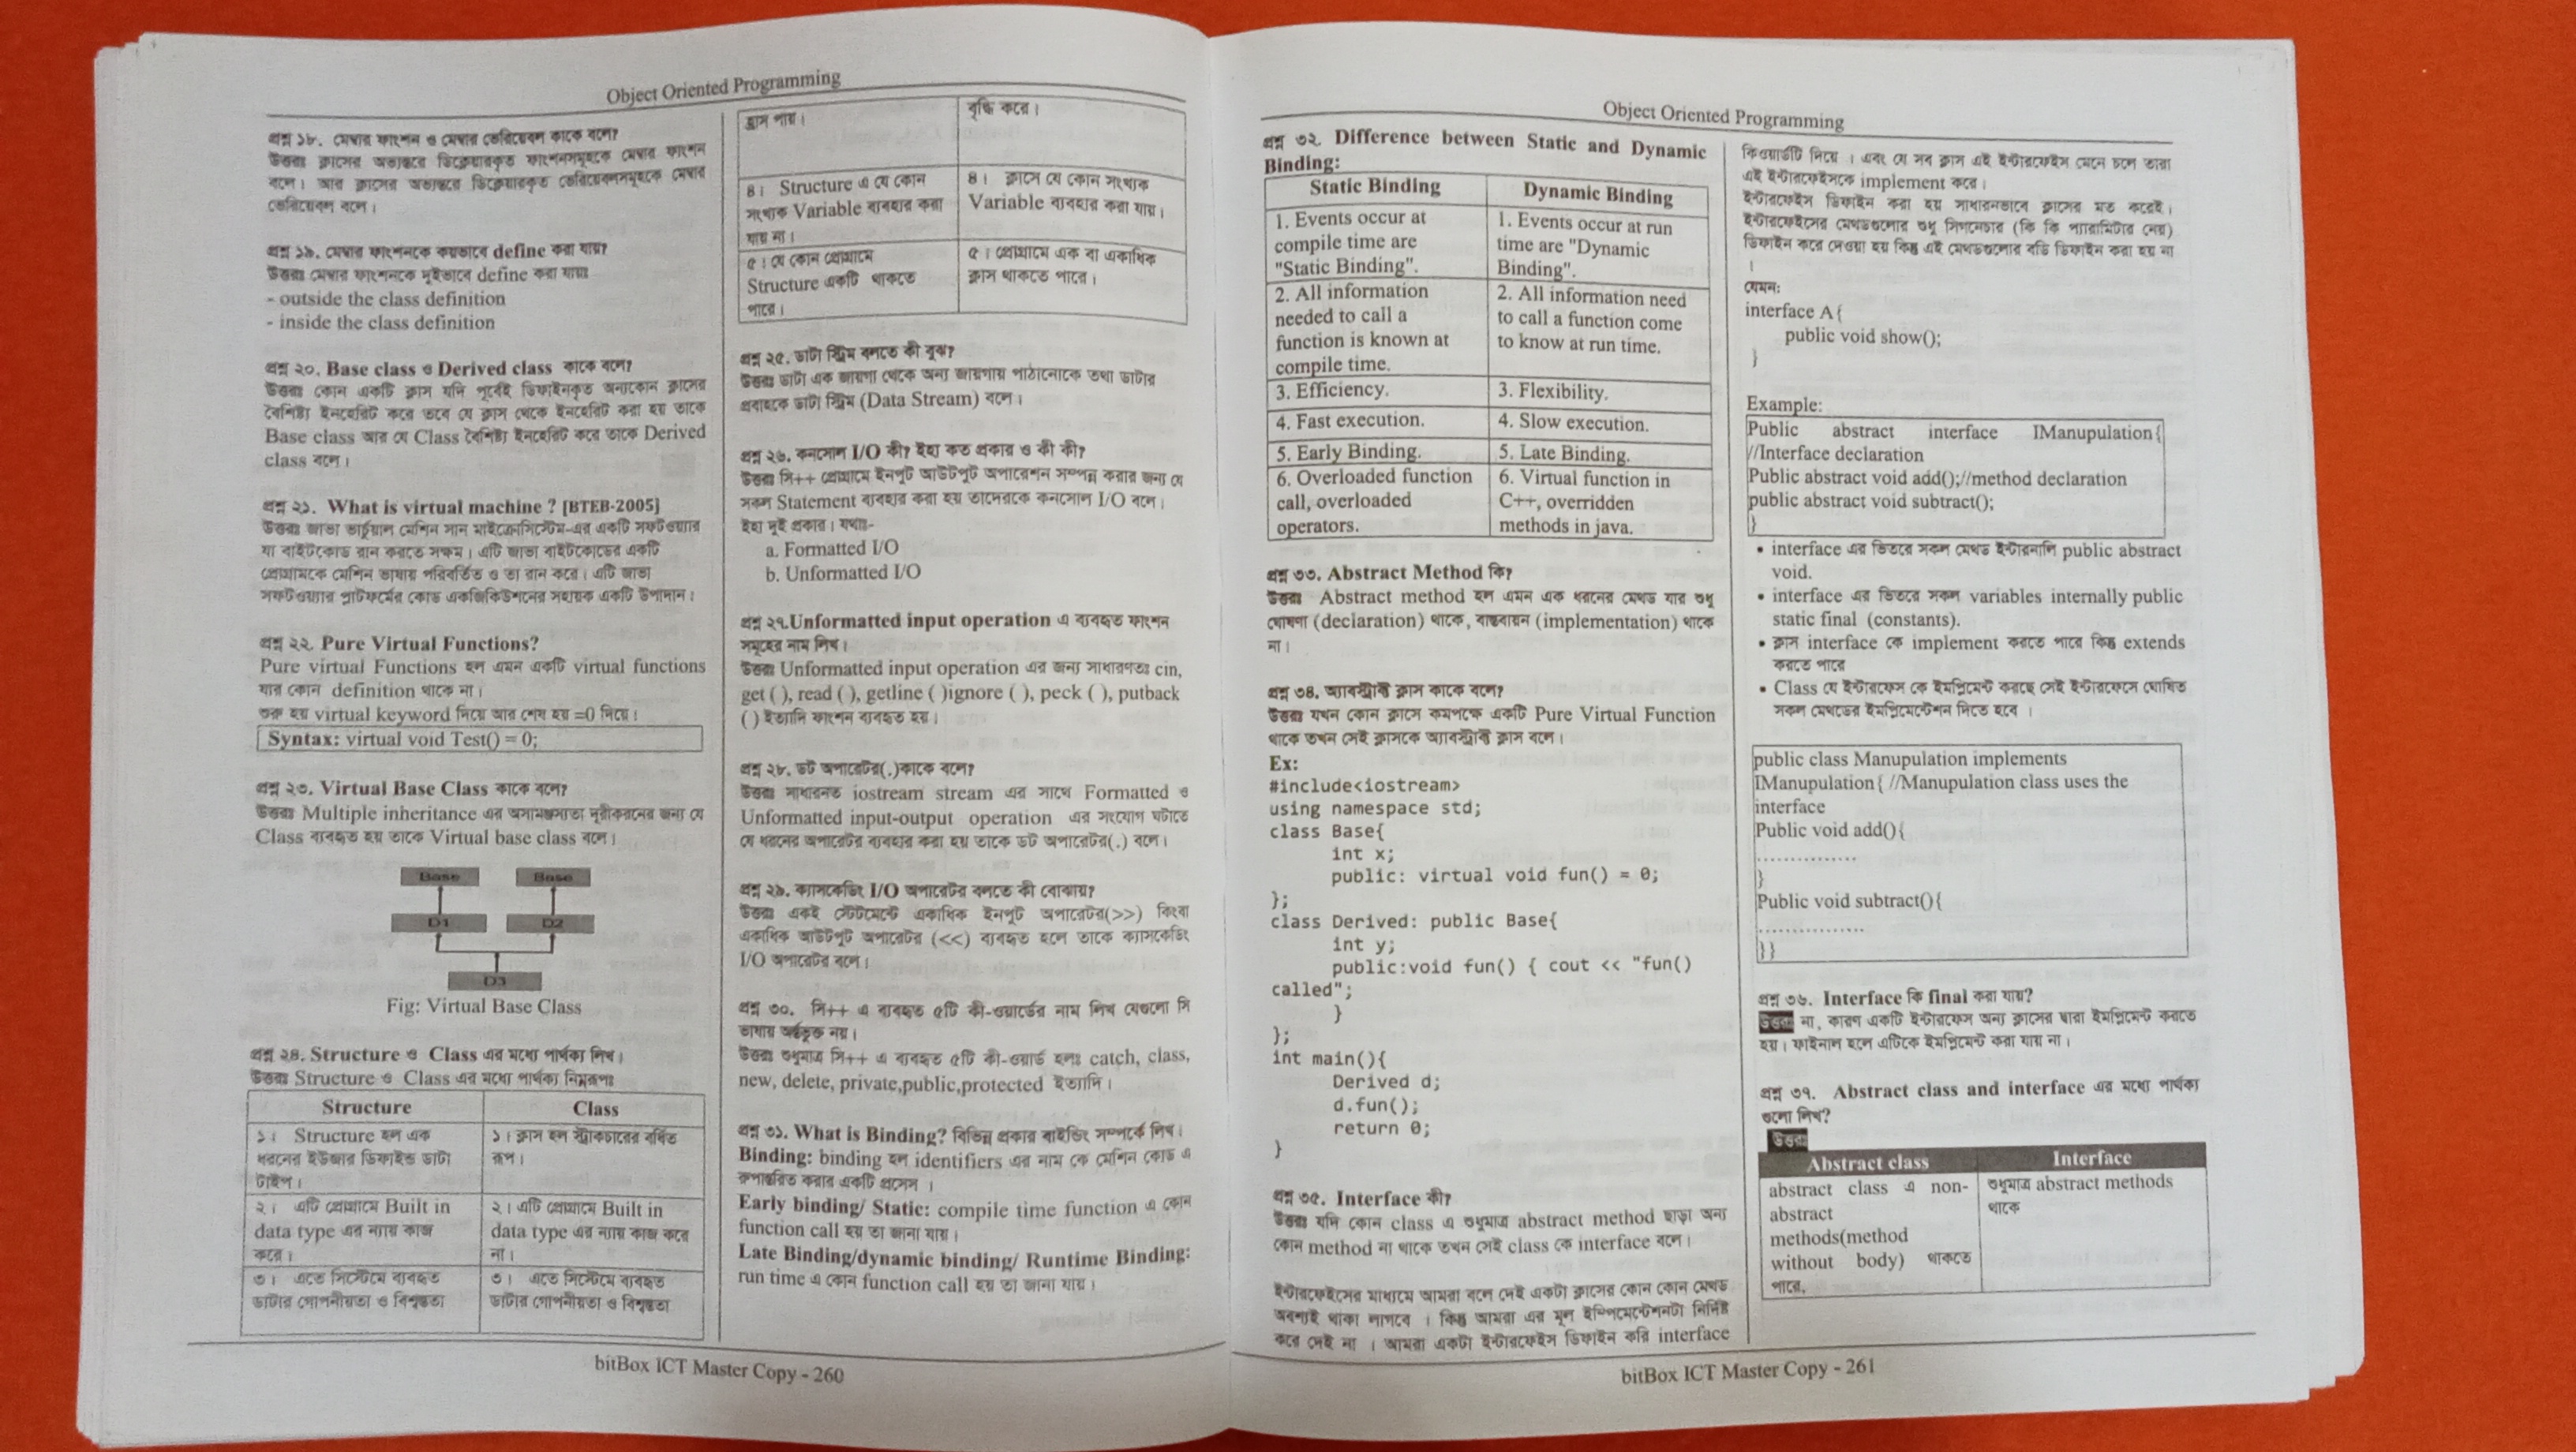 Object Oriented Programming
প্রশ্ন ১৮. মেম্বার ফাংশন ও মেম্বার ভেরিয়েবল কাকে বলে?
উত্তরঃ ক্লাসের অভ্যন্তরে ডিক্লেয়ারকৃত ফাংশনসমূহকে মেম্বার ফাংশন
বলে। আর ক্লাসের অভ্যন্তরে ডিক্লেয়ারকৃত ভেরিয়েবলসমূহকে মেম্বার
ভেরিয়েবল বলে।
প্রশ্ন ১৯. মেম্বার ফাংশনকে কয়ভাবে define করা যায়?
উত্তরঃ মেম্বার ফাংশনকে দুইভাবে define করা যায়ঃ
- outside the class definition
- inside the class definition
প্রশ্ন ২০. Base class ও Derived class কাকে বলে?
উত্তরঃ কোন একটি ক্লাস যদি পূর্বেই ডিফাইনকৃত অন্যকোন ক্লাসের
বৈশিষ্ট্য ইনহেরিট করে তবে যে ক্লাস থেকে ইনহেরিট করা হয় তাকে
Base class আর যে Class বৈশিষ্ট্য ইনহেরিট করে তাকে Derived
class বলে।
প্রশ্ন ২১. What is virtual machine ? [BTEB-2005]
উত্তরঃ জাভা ভার্চুয়াল মেশিন সান মাইক্রোসিস্টেম-এর একটি সফটওয়্যার
যা বাইটকোড রান করতে সক্ষম। এটি জাভা বাইটকোডের একটি
প্রোগ্রামকে মেশিন ভাষায় পরিবর্তিত ও তা রান করে। এটি জাভা
সফটওয়্যার প্লাটফর্মের কোড একজিকিউশনের সহায়ক একটি উপাদান।
প্রশ্ন ২২. Pure Virtual Functions?
Pure virtual Functions হল এমন একটি virtual functions
যার কোন definition থাকে না।
শুরু হয় virtual keyword দিয়ে আর শেষ হয় =0 দিয়ে।
Syntax: virtual void Test() = 0;
প্রশ্ন ২৩. Virtual Base Class কাকে বলে?
উত্তরঃ Multiple inheritance এর অসামঞ্জস্যতা দূরীকরনের জন্য যে
Class ব্যবহৃত হয় তাকে Virtual base class বলে।
Base Base
D1 D2
D3
Fig: Virtual Base Class
প্রশ্ন ২৪. Structure ও Class এর মধ্যে পার্থক্য লিখ।
উত্তরঃ Structure ও Class এর মধ্যে পার্থক্য নিম্নরূপঃ
Structure Class
১। Structure হল এক ১। ক্লাস হল স্ট্রাকচারের বর্ধিত
ধরনের ইউজার ডিফাইন্ড ডাটা রূপ।
টাইপ।
২। এটি প্রোগ্রামে Built in ২। এটি প্রোগ্রামে Built in
data type এর ন্যায় কাজ data type এর ন্যায় কাজ করে
করে। না।
৩। এতে সিস্টেমে ব্যবহৃত ৩। এতে সিস্টেমে ব্যবহৃত
ডাটার গোপনীয়তা ও বিশুদ্ধতা ডাটার গোপনীয়তা ও বিশুদ্ধতা
হ্রাস পায়। বৃদ্ধি করে।
৪। Structure এ যে কোন ৪। ক্লাসে যে কোন সংখ্যক
সংখ্যক Variable ব্যবহার করা Variable ব্যবহার করা যায়।
যায় না।
৫। যে কোন প্রোগ্রামে ৫। প্রোগ্রামে এক বা একাধিক
Structure একটি থাকতে ক্লাস থাকতে পারে।
পারে।
প্রশ্ন ২৫. ডাটা স্ট্রিম বলতে কী বুঝ?
উত্তরঃ ডাটা এক জায়গা থেকে অন্য জায়গায় পাঠানোকে তথা ডাটার
প্রবাহকে ডাটা স্ট্রিম (Data Stream) বলে।
প্রশ্ন ২৬. কনসোল I/O কী? ইহা কত প্রকার ও কী কী?
উত্তরঃ সি++ প্রোগ্রামে ইনপুট আউটপুট অপারেশন সম্পন্ন করার জন্য যে
সকল Statement ব্যবহার করা হয় তাদেরকে কনসোল I/O বলে।
ইহা দুই প্রকার। যথাঃ-
a. Formatted I/O
b. Unformatted I/O
প্রশ্ন ২৭.Unformatted input operation এ ব্যবহৃত ফাংশন
সমূহের নাম লিখ।
উত্তরঃ Unformatted input operation এর জন্য সাধারণতঃ cin,
get ( ), read ( ), getline ( )ignore ( ), peck ( ), putback
( ) ইত্যাদি ফাংশন ব্যবহৃত হয়।
প্রশ্ন ২৮. ডট অপারেটর(.)কাকে বলে?
উত্তরঃ সাধারনত iostream stream এর সাথে Formatted ও
Unformatted input-output operation এর সংযোগ ঘটাতে
যে ধরনের অপারেটর ব্যবহার করা হয় তাকে ডট অপারেটর(.) বলে।
প্রশ্ন ২৯. ক্যাসকেডিং I/O অপারেটর বলতে কী বোঝায়?
উত্তরঃ একই স্টেটমেন্টে একাধিক ইনপুট অপারেটর(>>) কিংবা
একাধিক আউটপুট অপারেটর (<<) ব্যবহৃত হলে তাকে ক্যাসকেডিং
I/O অপারেটর বলে।
প্রশ্ন ৩০. সি++ এ ব্যবহৃত ৫টি কী-ওয়ার্ডের নাম লিখ যেগুলো সি
ভাষায় অর্ন্তভূক্ত নয়।
উত্তরঃ শুধুমাত্র সি++ এ ব্যবহৃত ৫টি কী-ওয়ার্ড হলঃ catch, class,
new, delete, private,public,protected ইত্যাদি।
প্রশ্ন ৩১. What is Binding? বিভিন্ন প্রকার বাইন্ডিং সম্পর্কে লিখ।
Binding: binding হল identifiers এর নাম কে মেশিন কোড এ
রুপান্তরিত করার একটি প্রসেস ।
Early binding/ Static: compile time function এ কোন
function call হয় তা জানা যায়।
Late Binding/dynamic binding/ Runtime Binding:
run time এ কোন function call হয় তা জানা যায়।
bitBox ICT Master Copy - 260
Object Oriented Programming
প্রশ্ন ৩২. Difference between Static and Dynamic
Binding:
Static Binding Dynamic Binding
1. Events occur at 1. Events occur at run
compile time are time are "Dynamic
"Static Binding". Binding".
2. All information 2. All information need
needed to call a to call a function come
function is known at to know at run time.
compile time.
3. Efficiency. 3. Flexibility.
4. Fast execution. 4. Slow execution.
5. Early Binding. 5. Late Binding.
6. Overloaded function 6. Virtual function in
call, overloaded C++, overridden
operators. methods in java.
প্রশ্ন ৩৩. Abstract Method কি?
উত্তরঃ Abstract method হল এমন এক ধরনের মেথড যার শুধু
ঘোষণা (declaration) থাকে, বাস্তবায়ন (implementation) থাকে
না।
প্রশ্ন ৩৪. অ্যাবস্ট্রাক্ট ক্লাস কাকে বলে?
উত্তরঃ যখন কোন ক্লাসে কমপক্ষে একটি Pure Virtual Function
থাকে তখন সেই ক্লাসকে অ্যাবস্ট্রাক্ট ক্লাস বলে।
Ex:
#include<iostream>
using namespace std;
class Base{
int x;
public: virtual void fun() = 0;
};
class Derived: public Base{
int y;
public:void fun() { cout << "fun()
called";
}
};
int main(){
Derived d;
d.fun();
return 0;
}
প্রশ্ন ৩৫. Interface কী?
উত্তরঃ যদি কোন class এ শুধুমাত্র abstract method ছাড়া অন্য
কোন method না থাকে তখন সেই class কে interface বলে।
ইন্টারফেইসের মাধ্যমে আমরা বলে দেই একটা ক্লাসের কোন কোন মেথড
অবশ্যই থাকা লাগবে । কিন্তু আমরা এর মূল ইম্পিমেন্টেশনটা নির্দিষ্ট
করে দেই না । আমরা একটা ইন্টারফেইস ডিফাইন করি interface
কিওয়ার্ডটি দিয়ে । এবং যে সব ক্লাস এই ইন্টারফেইস মেনে চলে তারা
এই ইন্টারফেইসকে implement করে।
ইন্টারফেইস ডিফাইন করা হয় সাধারনভাবে ক্লাসের মত করেই।
ইন্টারফেইসের মেথডগুলোর শুধু সিগনেচার (কি কি প্যারামিটার নেয়)
ডিফাইন করে দেওয়া হয় কিন্তু এই মেথডগুলোর বডি ডিফাইন করা হয় না
।
যেমন:
interface A{
public void show();
}
Example:
Public abstract interface IManupulation{
//Interface declaration
Public abstract void add();//method declaration
public abstract void subtract();
}
• interface এর ভিতরে সকল মেথড ইন্টারনালি public abstract
void.
• interface এর ভিতরে সকল variables internally public
static final (constants).
• ক্লাস interface কে implement করতে পারে কিন্তু extends
করতে পারে
• Class যে ইন্টারফেস কে ইমপ্লিমেন্ট করছে সেই ইন্টারফেসে ঘোষিত
সকল মেথডের ইমপ্লিমেন্টেশন দিতে হবে ।
public class Manupulation implements
IManupulation{ //Manupulation class uses the
interface
Public void add(){
...............
}
Public void subtract(){
................
}}
প্রশ্ন ৩৬. Interface কি final করা যায়?
উত্তরঃ না, কারণ একটি ইন্টারফেস অন্য ক্লাসের দ্বারা ইমপ্লিমেন্ট করতে
হয়। ফাইনাল হলে এটিকে ইমপ্লিমেন্ট করা যায় না।
প্রশ্ন ৩৭. Abstract class and interface এর মধ্যে পার্থক্য
গুলো লিখ?
উত্তরঃ
Abstract class Interface
abstract class এ non- শুধুমাত্র abstract methods
abstract থাকে
methods(method
without body) থাকতে
পারে.
bitBox ICT Master Copy - 261